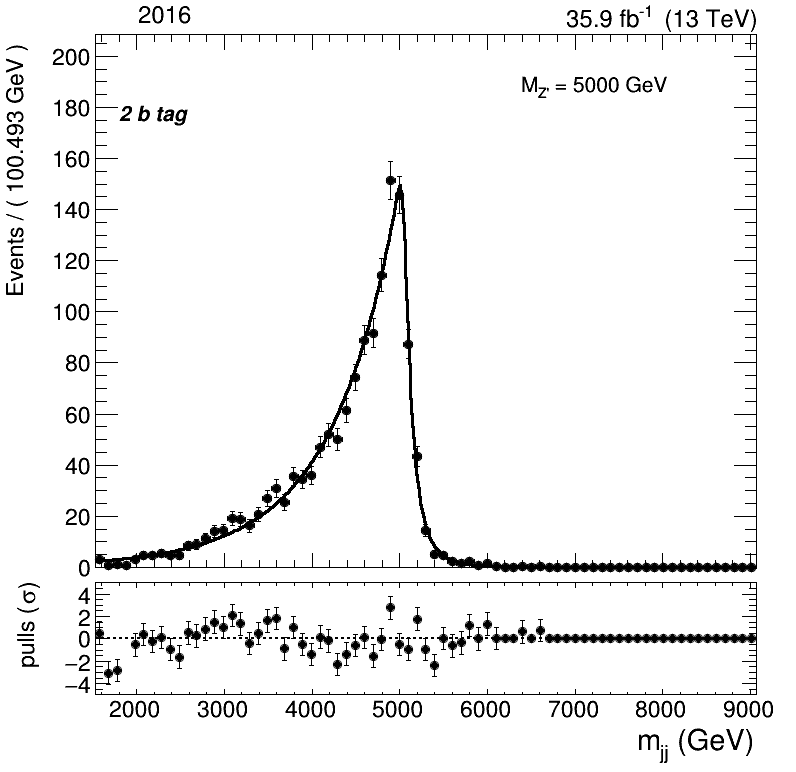 2016
35.9 fb⁻¹ (13 TeV)
Events / ( 100.493 GeV )
200
180
160
140
120
100
80
60
40
20
0
M_Z' = 5000 GeV
2 b tag
pulls (σ)
4
2
0
−2
−4
2000 3000 4000 5000 6000 7000 8000 9000
m_jj (GeV)